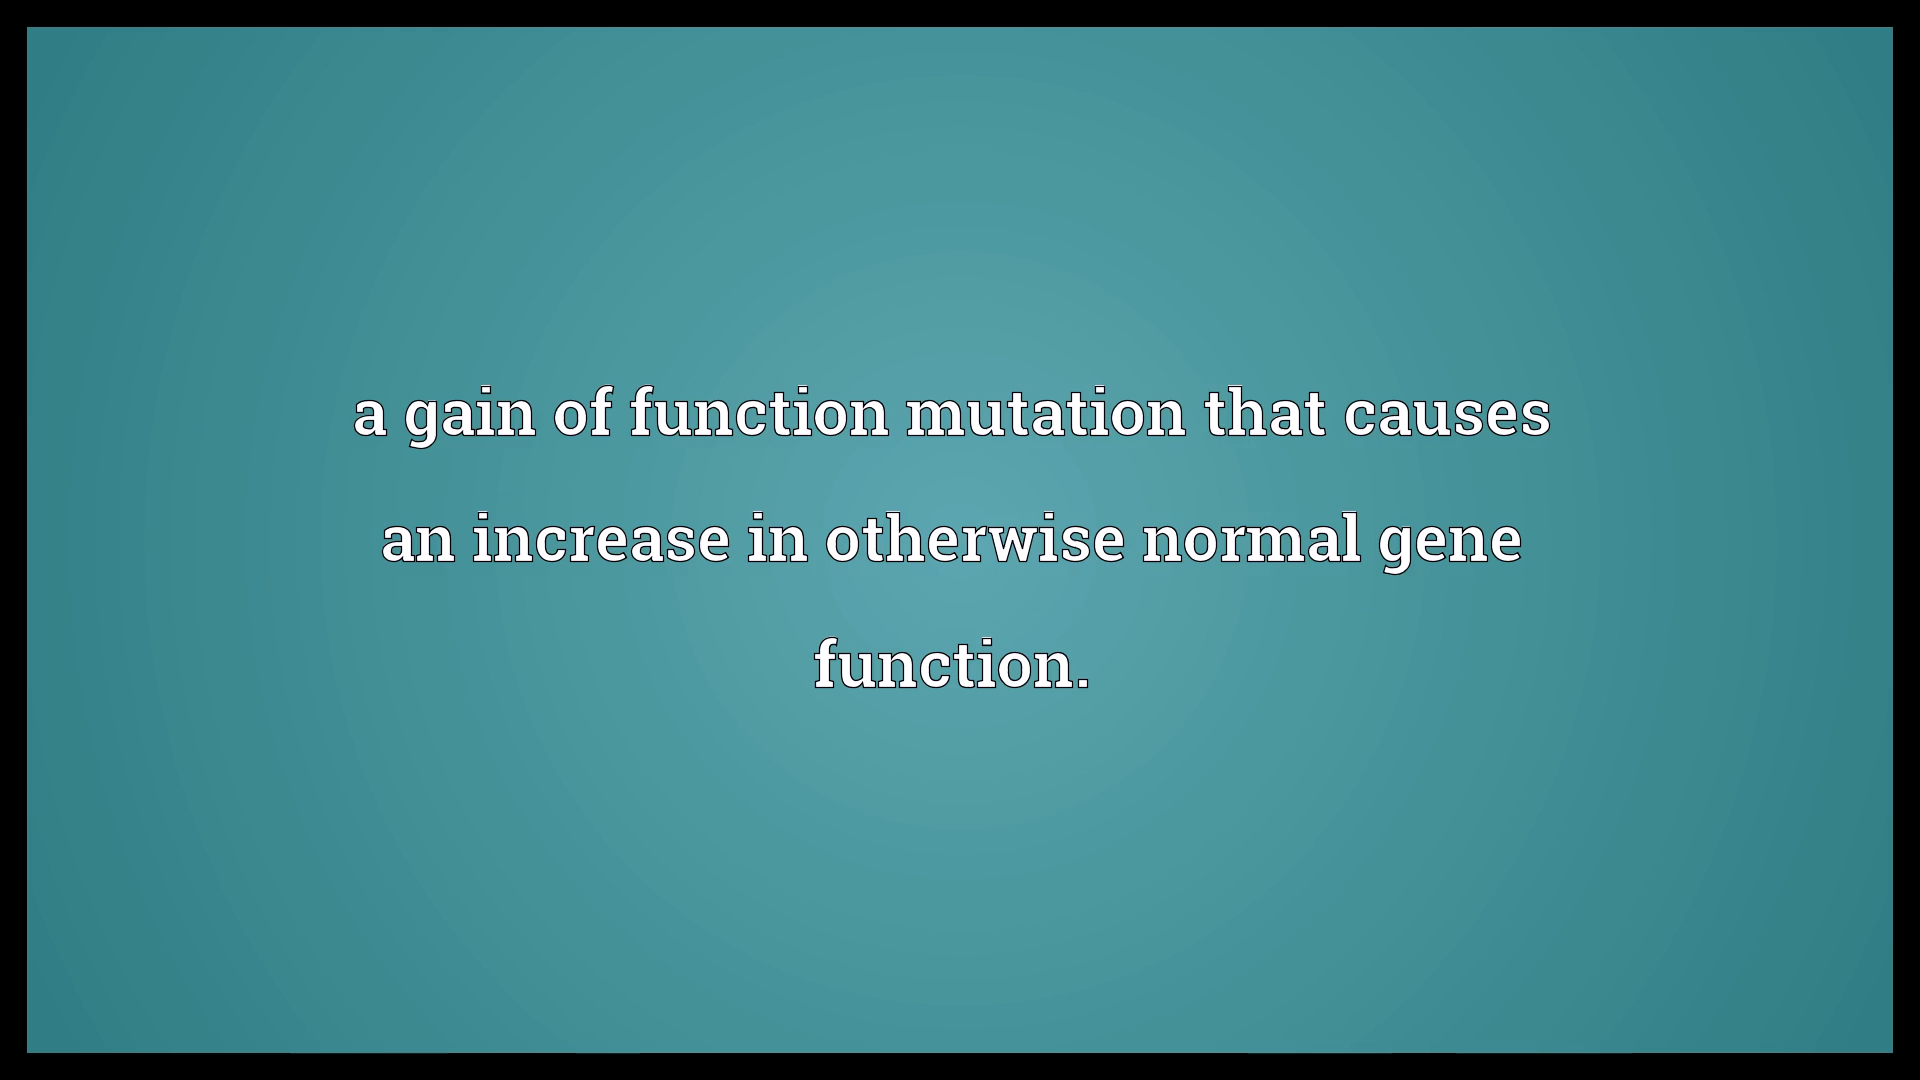 a gain of function mutation that causes
an increase in otherwise normal gene
function.